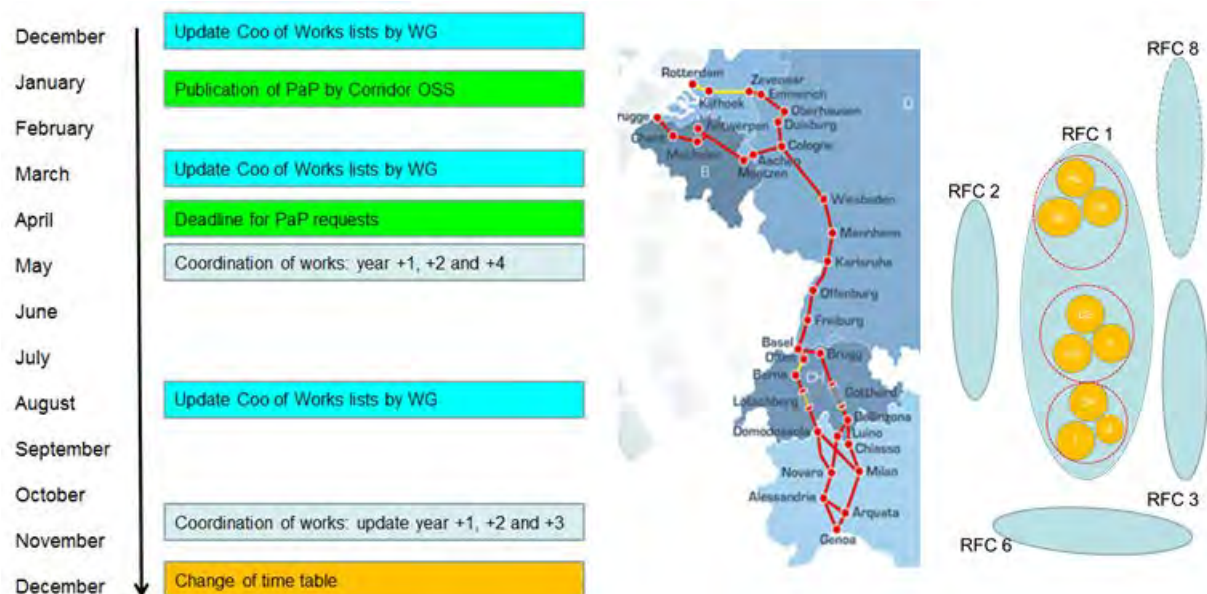 December
Update Coo of Works lists by WG
January
Publication of PaP by Corridor OSS
February
March
Update Coo of Works lists by WG
April
Deadline for PaP requests
May
Coordination of works: year +1, +2 and +4
June
July
August
Update Coo of Works lists by WG
September
October
Coordination of works: update year +1, +2 and +3
November
December
Change of time table
Rotterdam
Zevenaar
Emmerich
Oberhausen
Duisburg
Antwerpen
Cologne
Aachen
Montzen
B
D
Wiesbaden
Mannheim
Karlsruhe
Offenburg
Freiburg
Basel
Olten
Brugg
Berne
CH
Gotthard
Lötschberg
Bellinzona
Domodossola
Luino
Chiasso
Novara
Milan
Alessandria
Arquata
Genoa
RFC 8
RFC 1
RFC 2
RFC 3
RFC 6